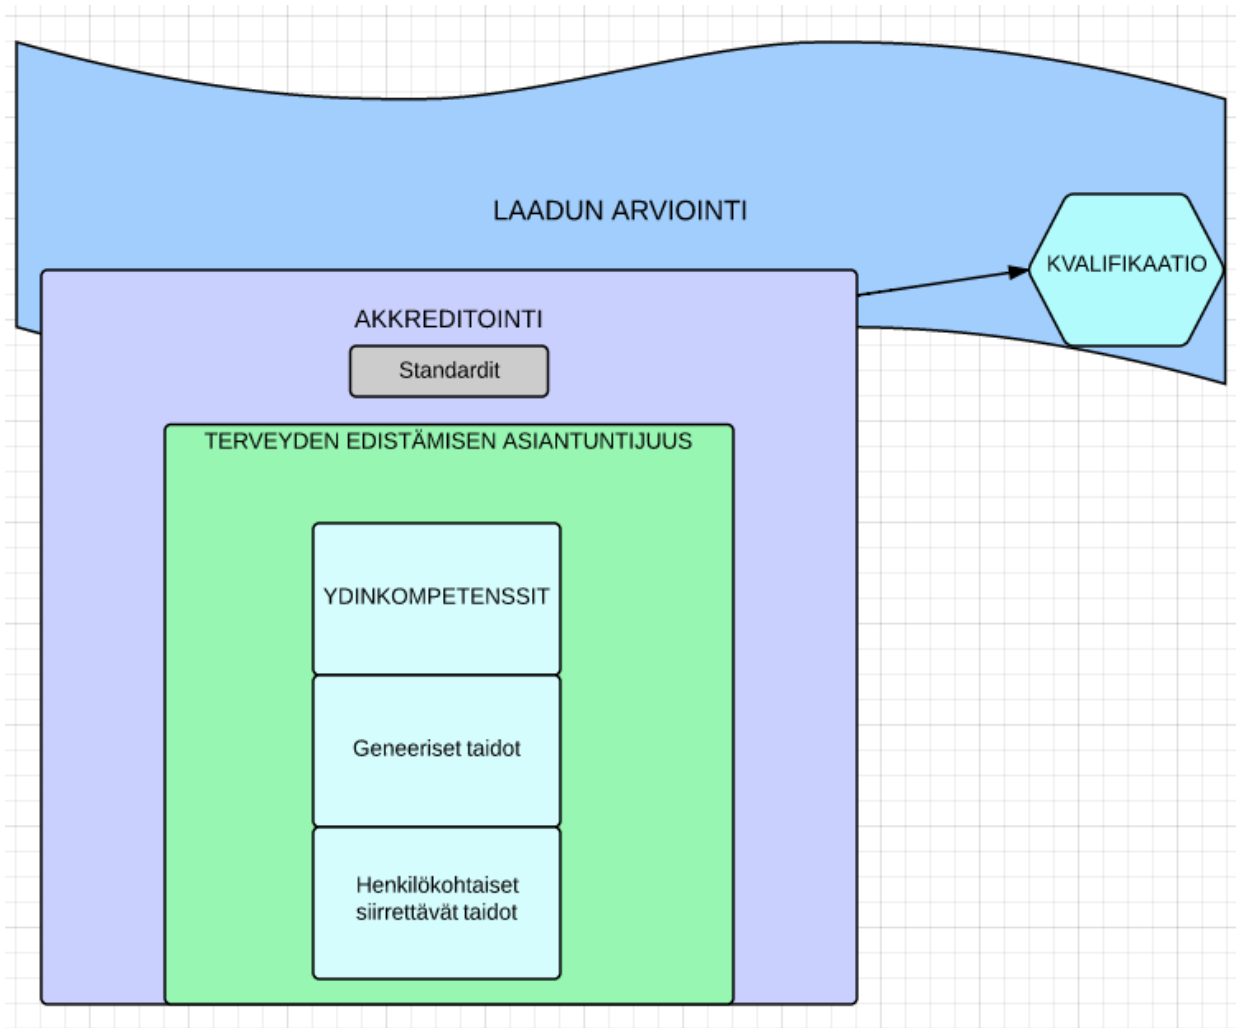 LAADUN ARVIOINTI
KVALIFIKAATIO
AKKREDITOINTI
Standardit
TERVEYDEN EDISTÄMISEN ASIANTUNTIJUUS
YDINKOMPETENSSIT
Geneeriset taidot
Henkilökohtaiset
siirrettävät taidot